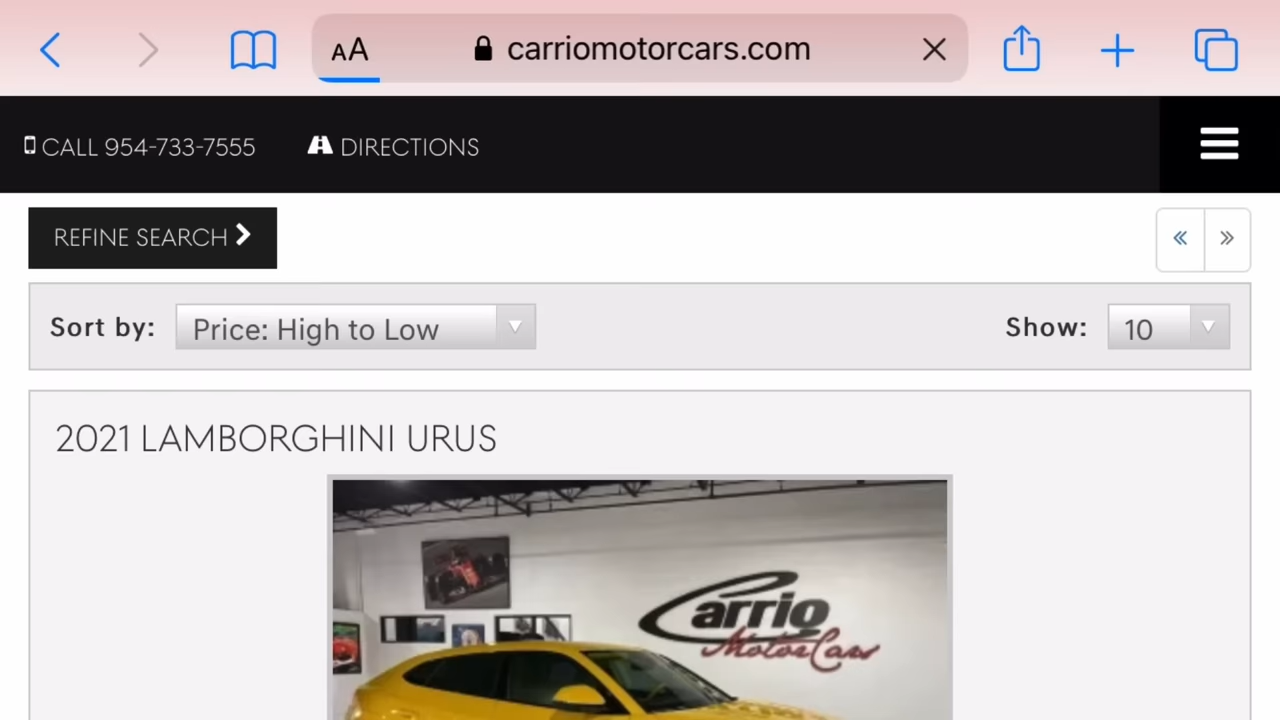 AA carriomotorcars.com
CALL 954-733-7555 DIRECTIONS
REFINE SEARCH
Sort by: Price: High to Low Show: 10
2021 LAMBORGHINI URUS
Carrio
MotorCars